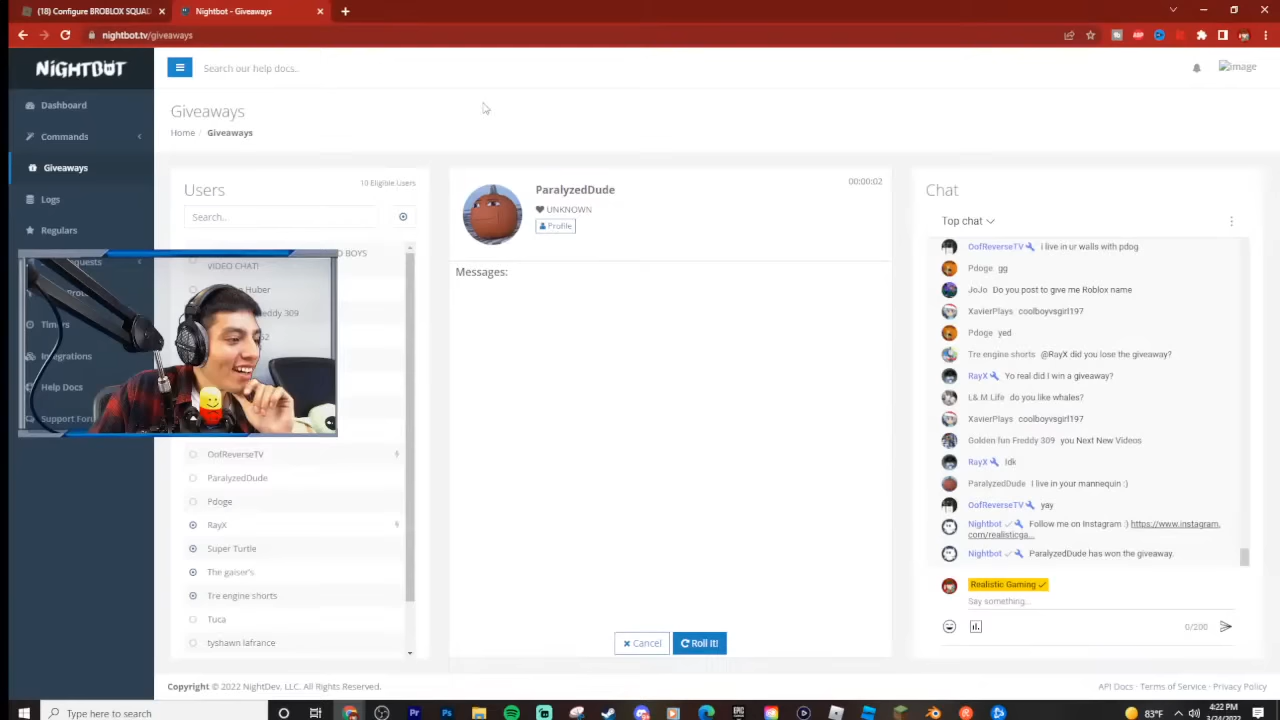 (18) Configure BROBLOX SQUAD
Nightbot - Giveaways
nightbot.tv/giveaways
NIGHTBOT
Search our help docs..
image
Dashboard
Commands
Giveaways
Logs
Regulars
Timers
Integrations
Help Docs
Support
Giveaways
Home / Giveaways
Users
10 Eligible Users
Search..
BOYS
VIDEO CHAT!
Huber
Freddy 309
OofReverseTV
ParalyzedDude
Pdoge
RayX
Super Turtle
The gaiser's
Tre engine shorts
Tuca
tyshawn lafrance
ParalyzedDude
00:00:02
UNKNOWN
Profile
Messages:
Cancel
Roll It!
Chat
Top chat
OofReverseTV i live in ur walls with pdog
Pdoge gg
JoJo Do you post to give me Roblox name
XavierPlays coolboyvsgirl197
Pdoge yed
Tre engine shorts @RayX did you lose the giveaway?
RayX Yo real did I win a giveaway?
L& M Life do you like whales?
XavierPlays coolboyvsgirl197
Golden fun Freddy 309 you Next New Videos
RayX Idk
ParalyzedDude I live in your mannequin :)
OofReverseTV yay
Nightbot Follow me on Instagram :) https://www.instagram.
com/realisticga...
Nightbot ParalyzedDude has won the giveaway.
Realistic Gaming
Say something...
0/200
Copyright © 2022 NightDev, LLC. All Rights Reserved.
API Docs · Terms of Service · Privacy Policy
Type here to search
83°F
4:22 PM
3/24/2022